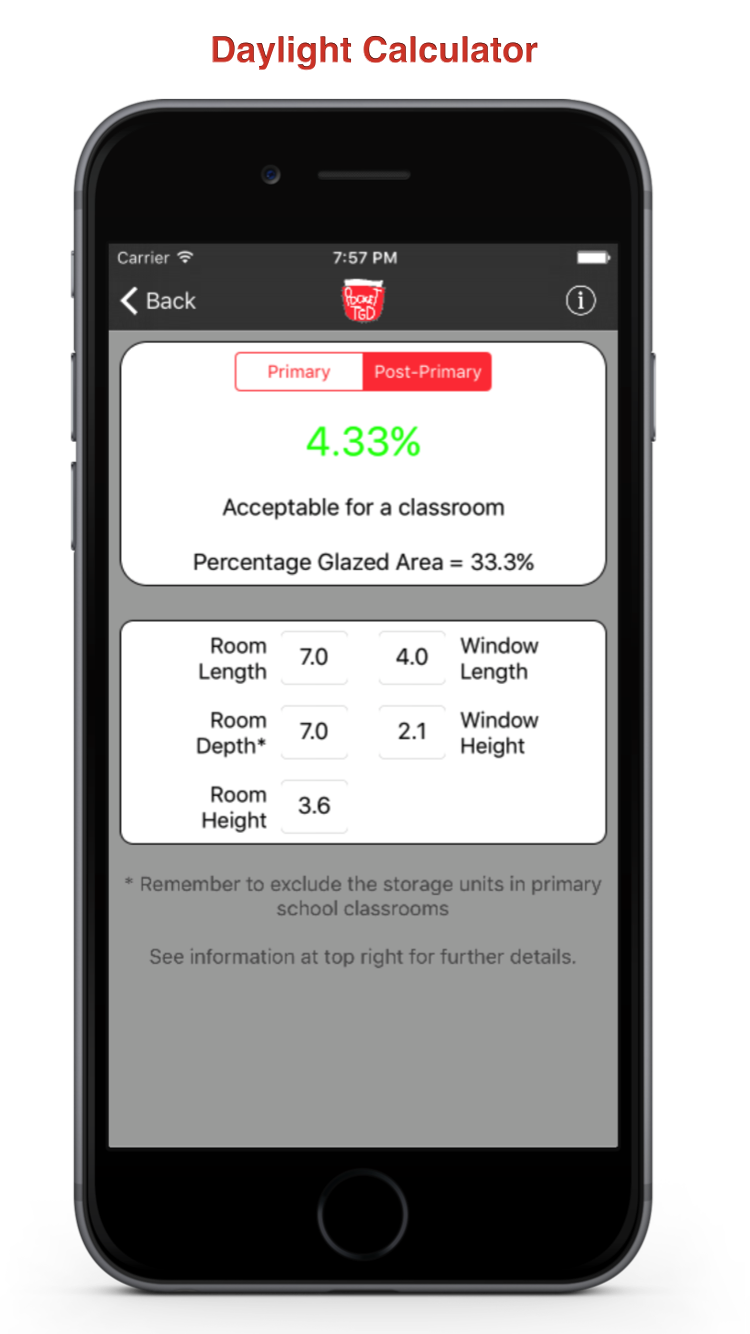 Daylight Calculator
Carrier 7:57 PM
Back
About
TGD
i
Primary Post-Primary
4.33%
Acceptable for a classroom
Percentage Glazed Area = 33.3%
Room
Length
7.0 4.0
Window
Length
Room
Depth*
7.0 2.1
Window
Height
Room
Height
3.6
* Remember to exclude the storage units in primary
school classrooms
See information at top right for further details.